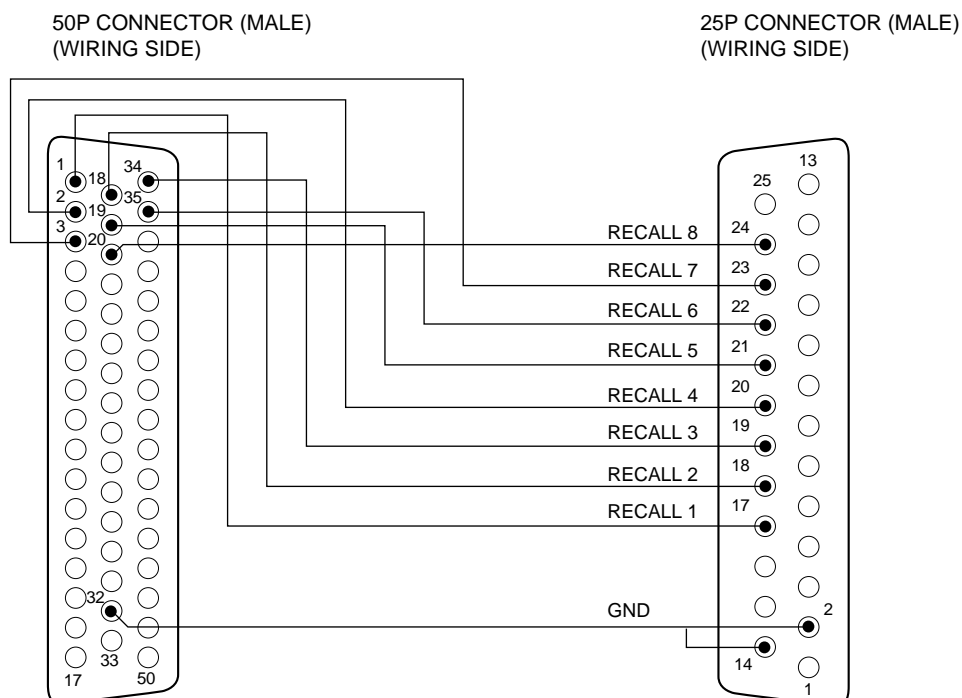 50P CONNECTOR (MALE)
(WIRING SIDE)
25P CONNECTOR (MALE)
(WIRING SIDE)
1
18
34
2
19
35
3
20
32
33
17
50
RECALL 8
RECALL 7
RECALL 6
RECALL 5
RECALL 4
RECALL 3
RECALL 2
RECALL 1
GND
13
25
24
23
22
21
20
19
18
17
2
14
1